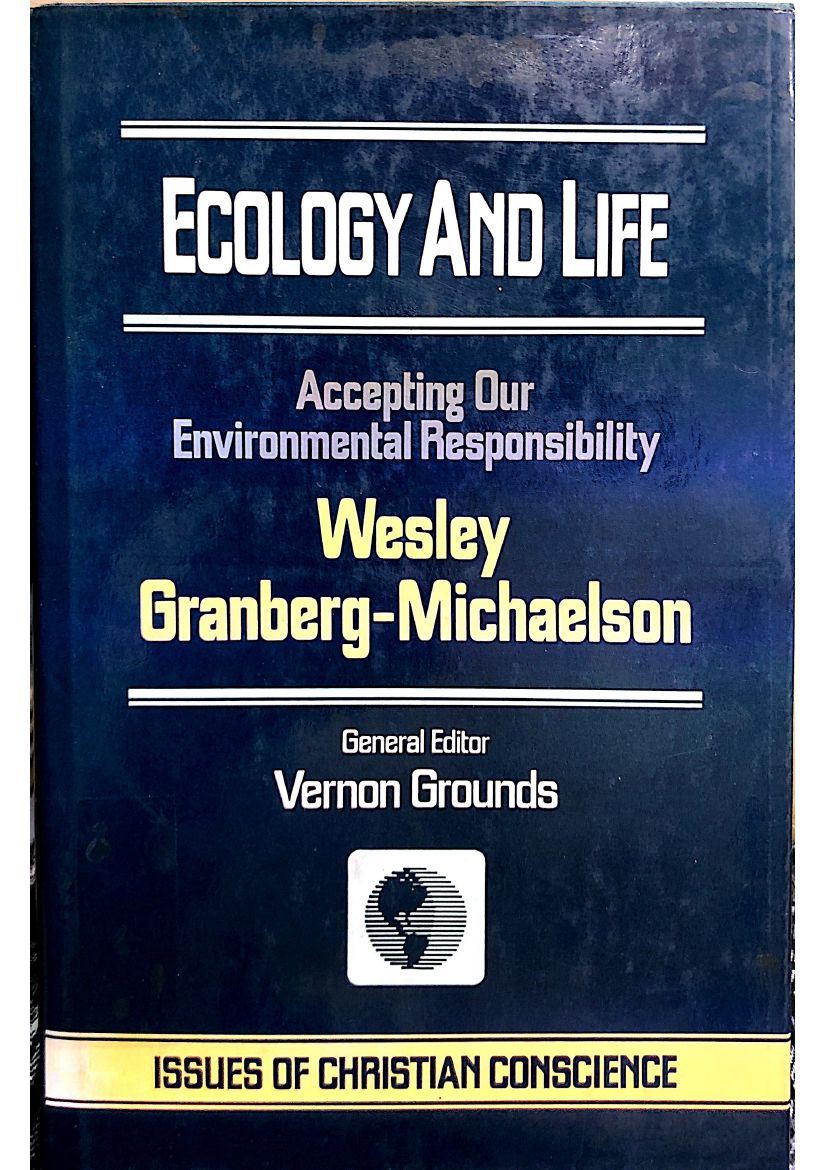 ECOLOGY AND LIFE
Accepting Our
Environmental Responsibility
Wesley
Granberg-Michaelson
General Editor
Vernon Grounds
ISSUES OF CHRISTIAN CONSCIENCE